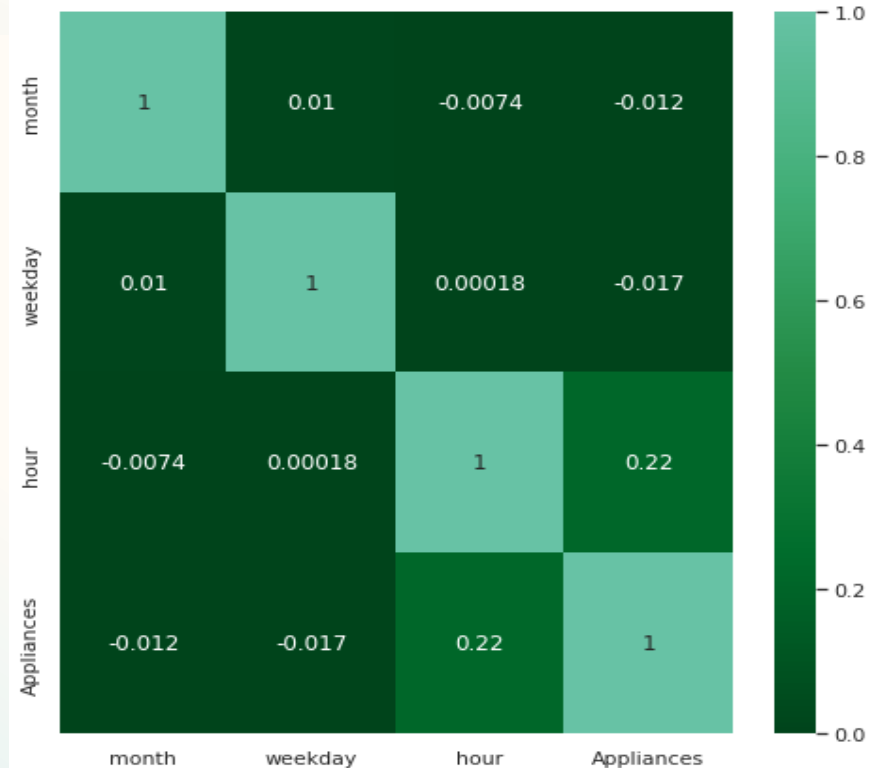 1.0
month 1 0.01 -0.0074 -0.012
0.8
weekday 0.01 1 0.00018 -0.017
0.6
0.4
hour -0.0074 0.00018 1 0.22
0.2
Appliances -0.012 -0.017 0.22 1
0.0
month weekday hour Appliances